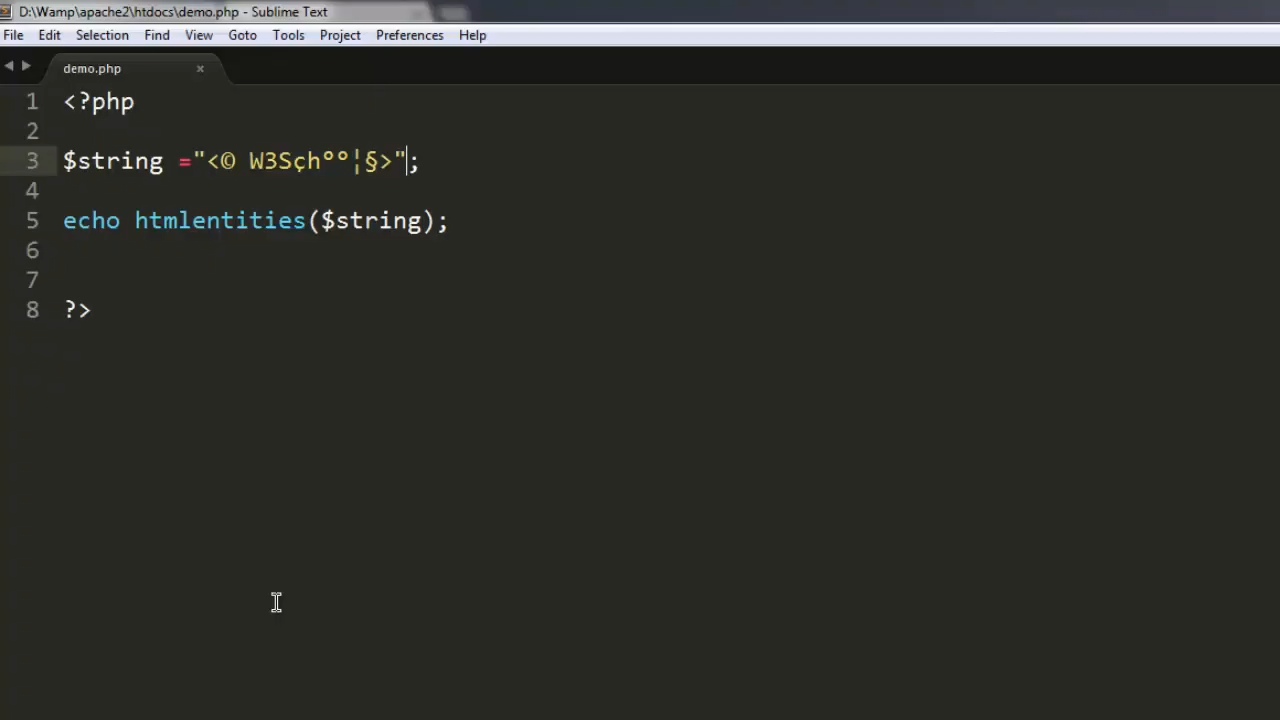 D:\Wamp\apache2\htdocs\demo.php - Sublime Text
File Edit Selection Find View Goto Tools Project Preferences Help
demo.php ×
1 <?php
2
3 $string ="<© W3Sçh°°¦§>";
4
5 echo htmlentities($string);
6
7
8 ?>